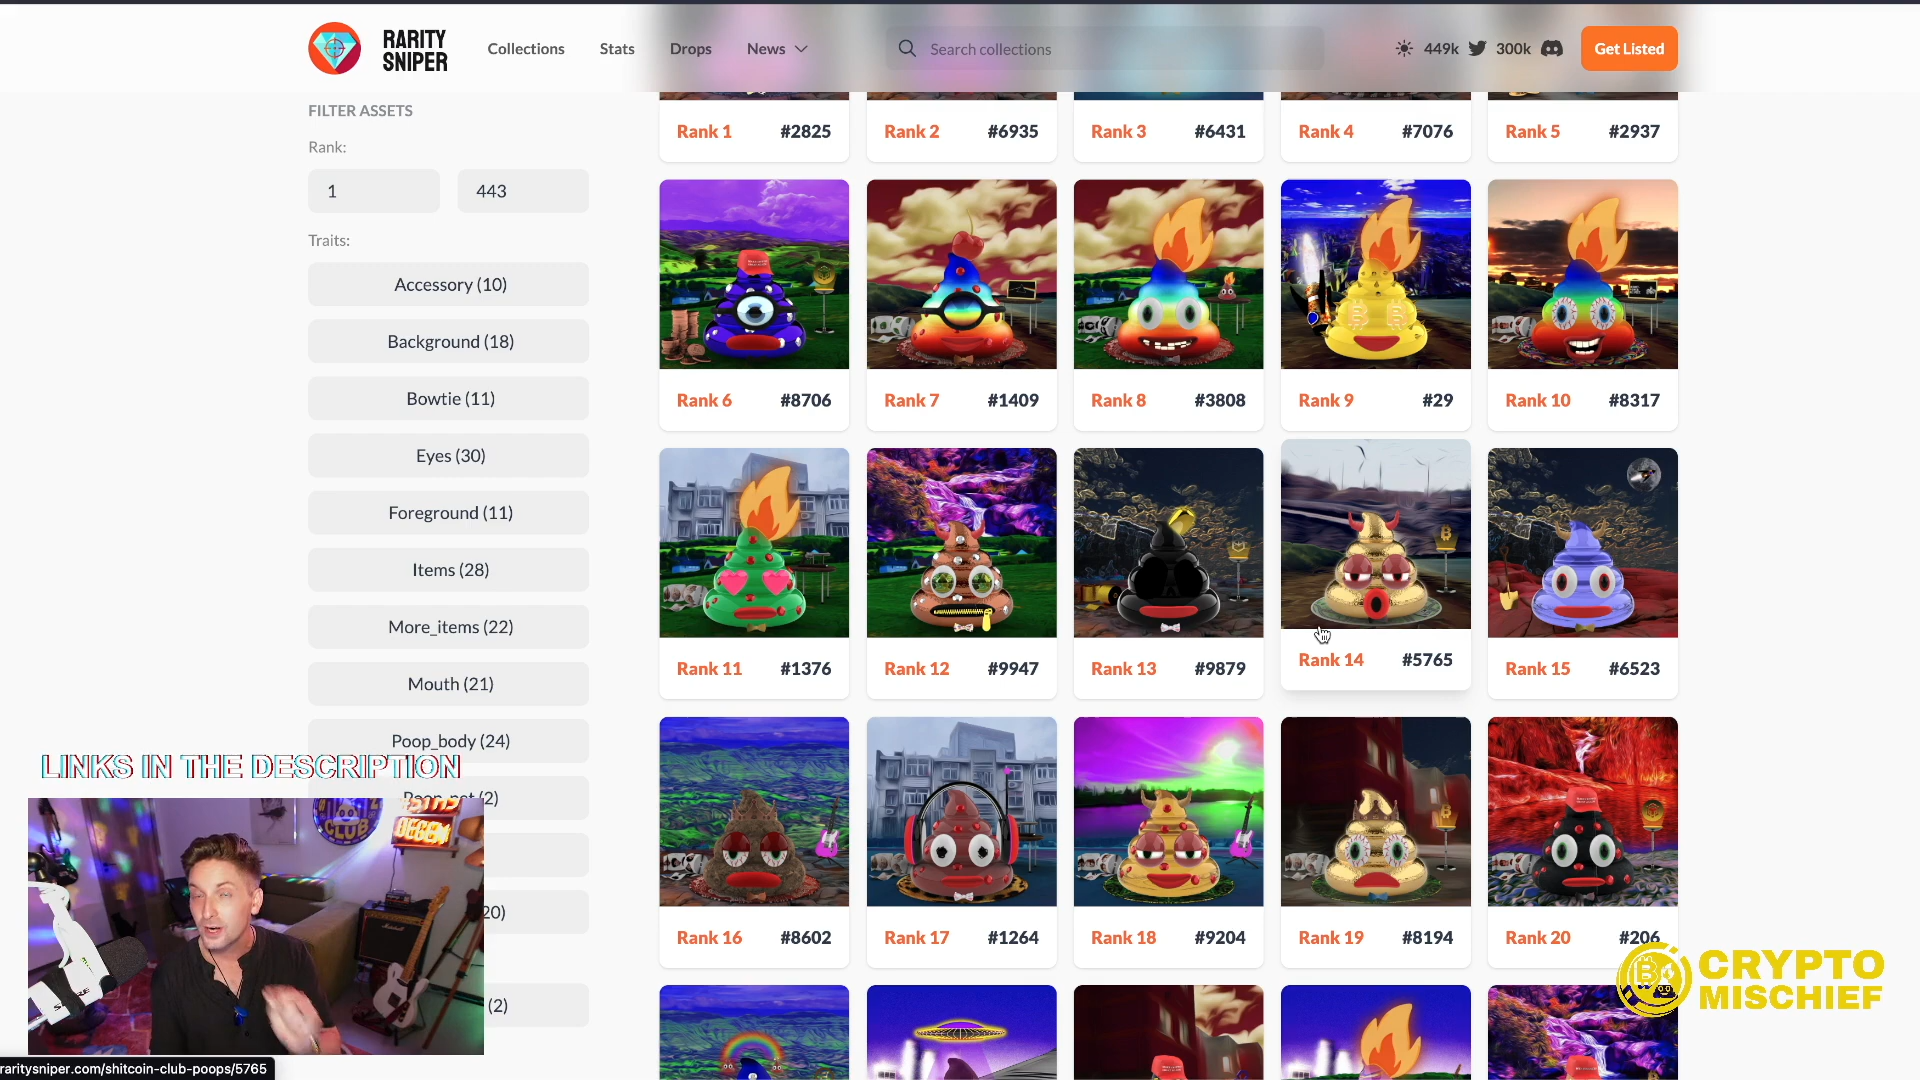 RARITY
SNIPER
Collections
Stats
Drops
News
Search collections
449k
300k
Get Listed
FILTER ASSETS
Rank:
1
443
Traits:
Accessory (10)
Background (18)
Bowtie (11)
Eyes (30)
Foreground (11)
Items (28)
More_items (22)
Mouth (21)
Poop_body (24)
(2)
20)
(2)
Rank 1 #2825
Rank 2 #6935
Rank 3 #6431
Rank 4 #7076
Rank 5 #2937
Rank 6 #8706
Rank 7 #1409
Rank 8 #3808
Rank 9 #29
Rank 10 #8317
Rank 11 #1376
Rank 12 #9947
Rank 13 #9879
Rank 14 #5765
Rank 15 #6523
Rank 16 #8602
Rank 17 #1264
Rank 18 #9204
Rank 19 #8194
Rank 20 #206
LINKS IN THE DESCRIPTION
CLUB
DEGEN
CRYPTO
MISCHIEF
raritysniper.com/shitcoin-club-poops/5765